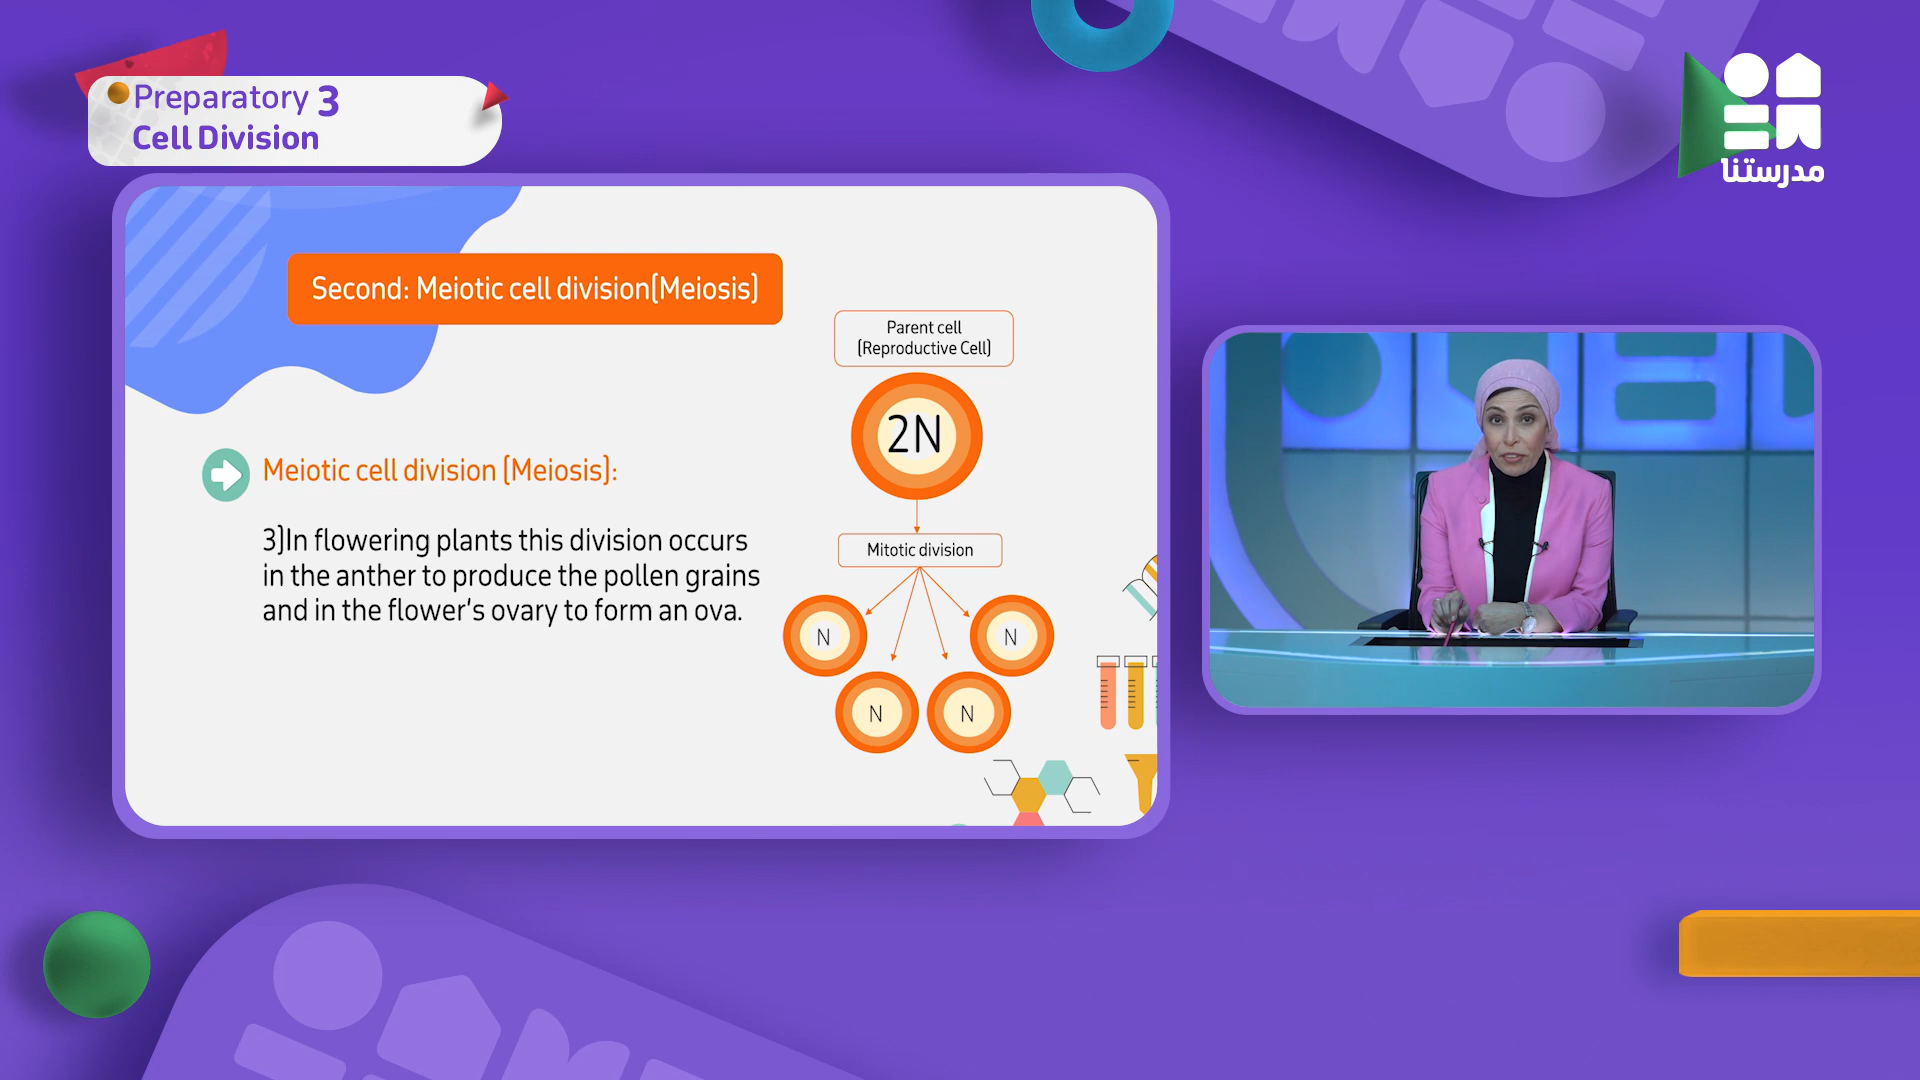 Preparatory 3
Cell Division
مدرستنا
Second: Meiotic cell division(Meiosis)
Parent cell
(Reproductive Cell)
2N
Meiotic cell division (Meiosis):
3)In flowering plants this division occurs
in the anther to produce the pollen grains
and in the flower's ovary to form an ova.
Mitotic division
N
N
N
N